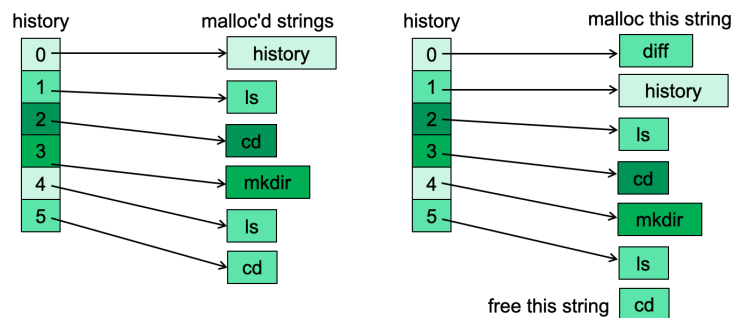 history
malloc'd strings
0
history
1
ls
2
cd
3
mkdir
4
ls
5
cd
history
malloc this string
0
diff
1
history
2
ls
3
cd
4
mkdir
5
ls
free this string
cd